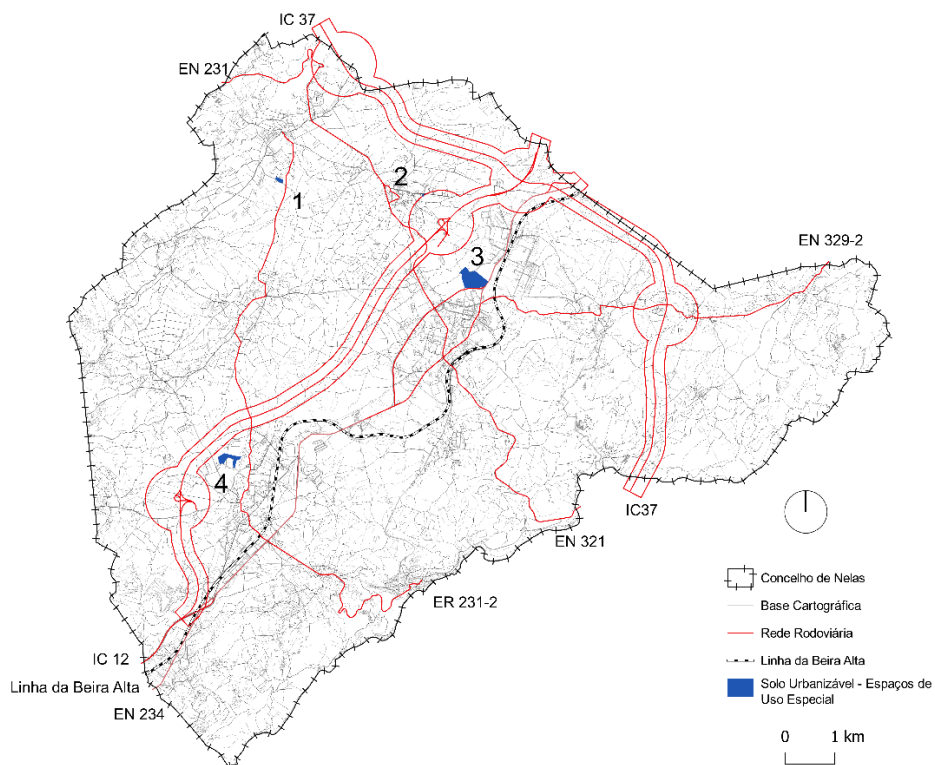 IC 37
EN 231
2
1
3
EN 329-2
4
IC37
EN 321
ER 231-2
IC 12
Linha da Beira Alta
EN 234
Concelho de Nelas
Base Cartográfica
Rede Rodoviária
Linha da Beira Alta
Solo Urbanizável - Espaços de
Uso Especial
0 1 km